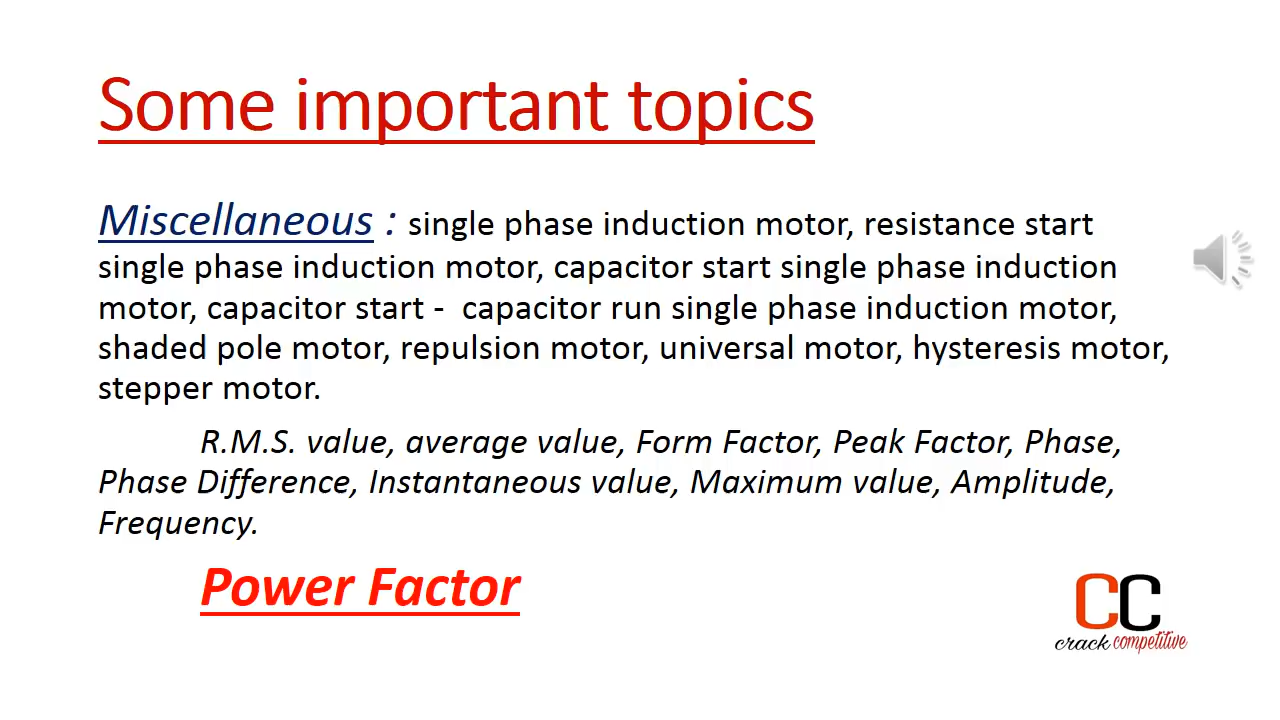 Some important topics
Miscellaneous : single phase induction motor, resistance start
single phase induction motor, capacitor start single phase induction
motor, capacitor start - capacitor run single phase induction motor,
shaded pole motor, repulsion motor, universal motor, hysteresis motor,
stepper motor.
R.M.S. value, average value, Form Factor, Peak Factor, Phase,
Phase Difference, Instantaneous value, Maximum value, Amplitude,
Frequency.
Power Factor
CC
crack competitive